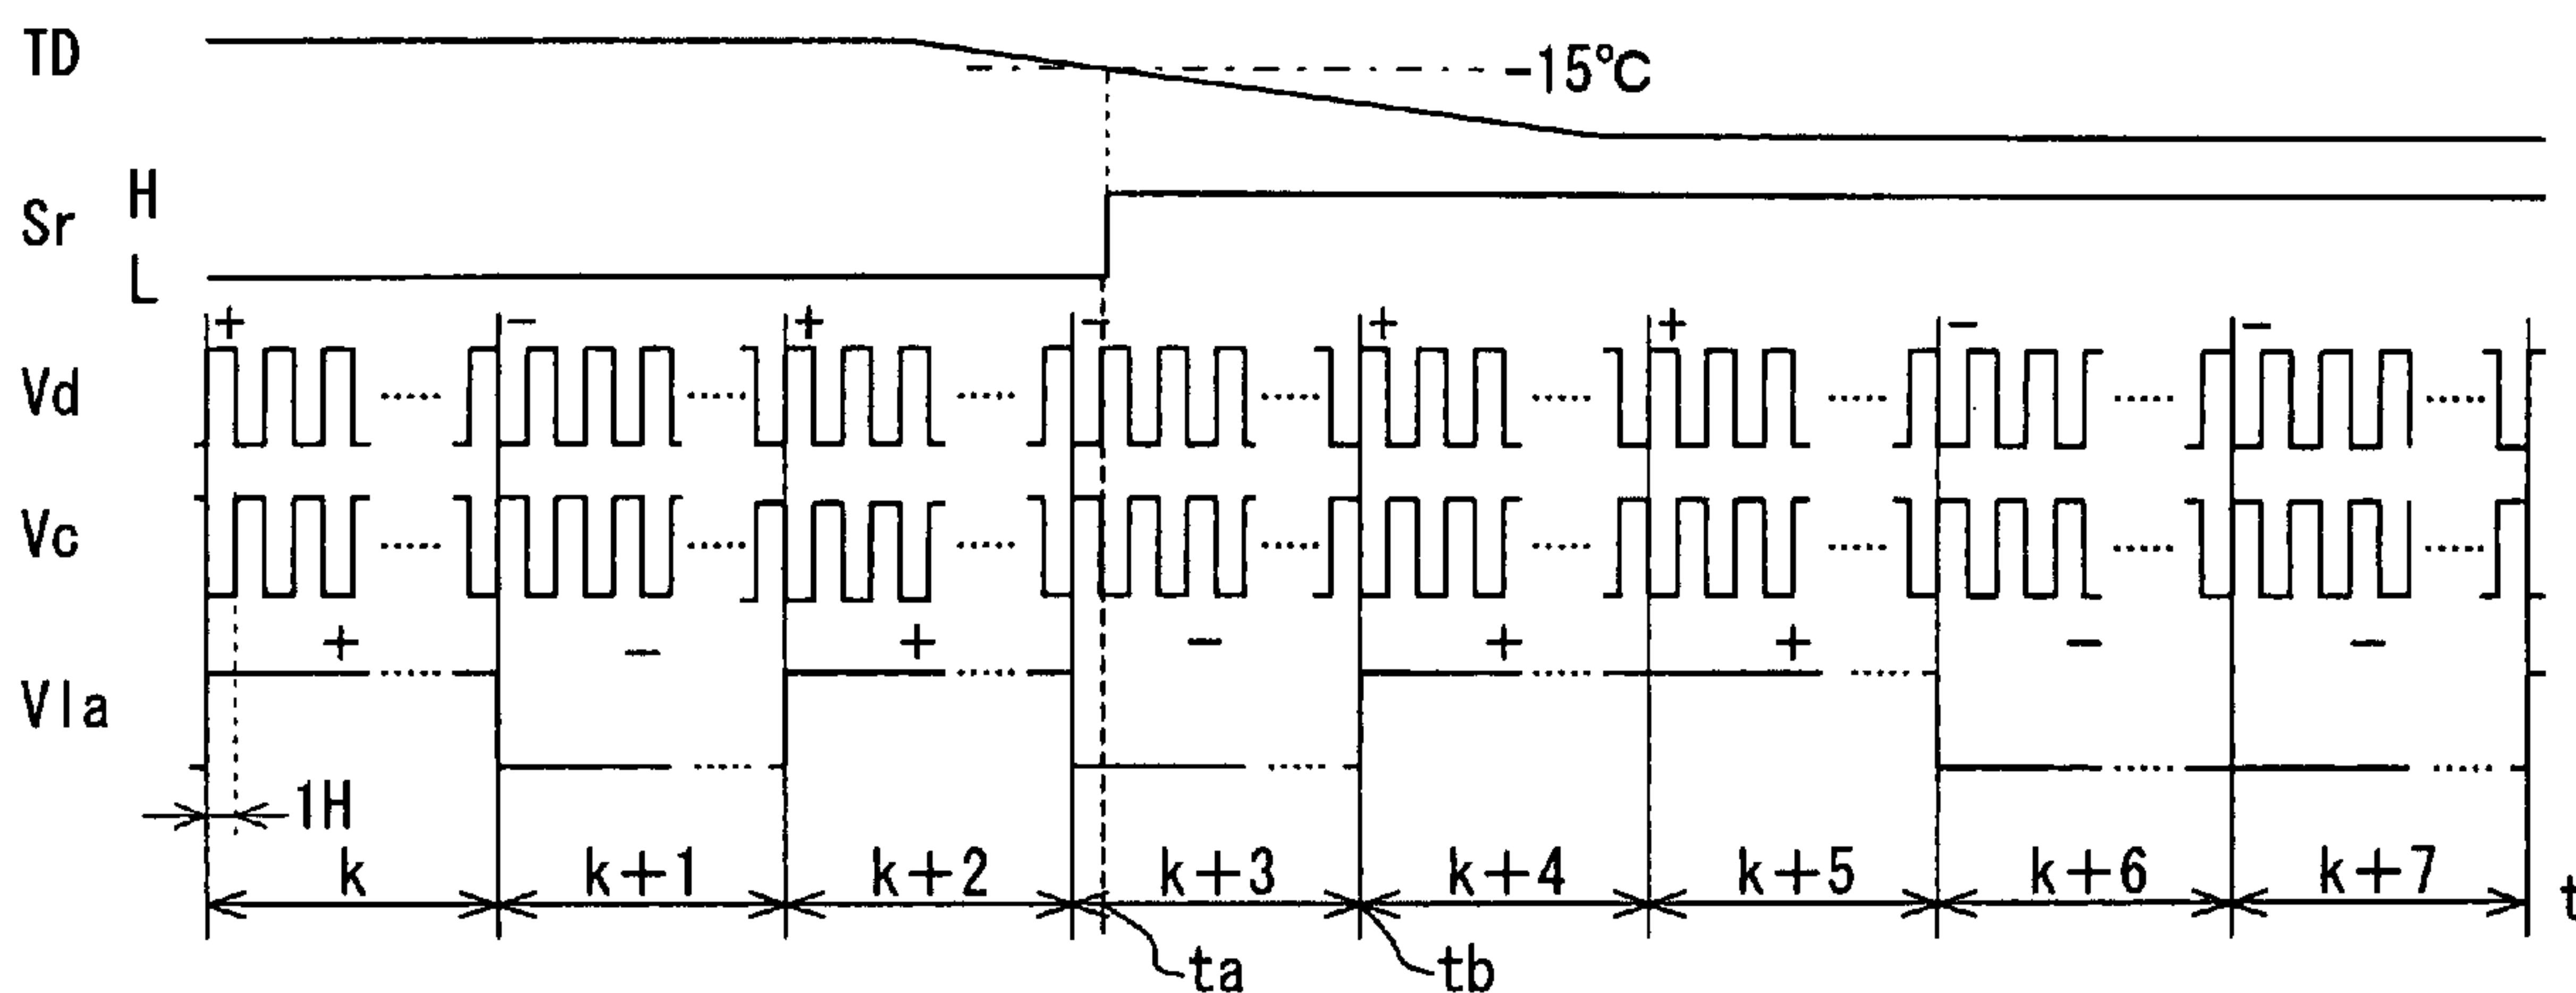 TD
-15℃
Sr H
L
+ - + - + + - -
Vd
Vc
+ - + - + + - -
Vla
1H
k k+1 k+2 k+3 k+4 k+5 k+6 k+7 t
ta tb